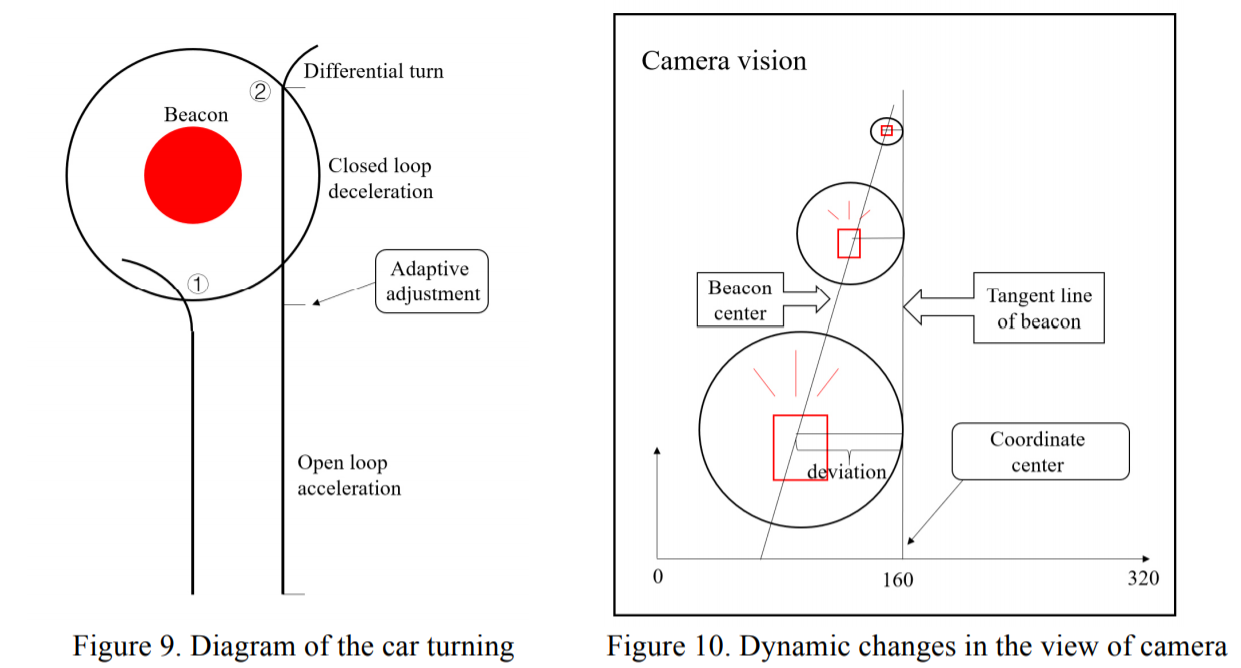 ②
Differential turn
Beacon
Closed loop
deceleration
①
Adaptive
adjustment
Open loop
acceleration
Figure 9. Diagram of the car turning
Camera vision
Beacon
center
Tangent line
of beacon
Coordinate
center
deviation
0
160
320
Figure 10. Dynamic changes in the view of camera